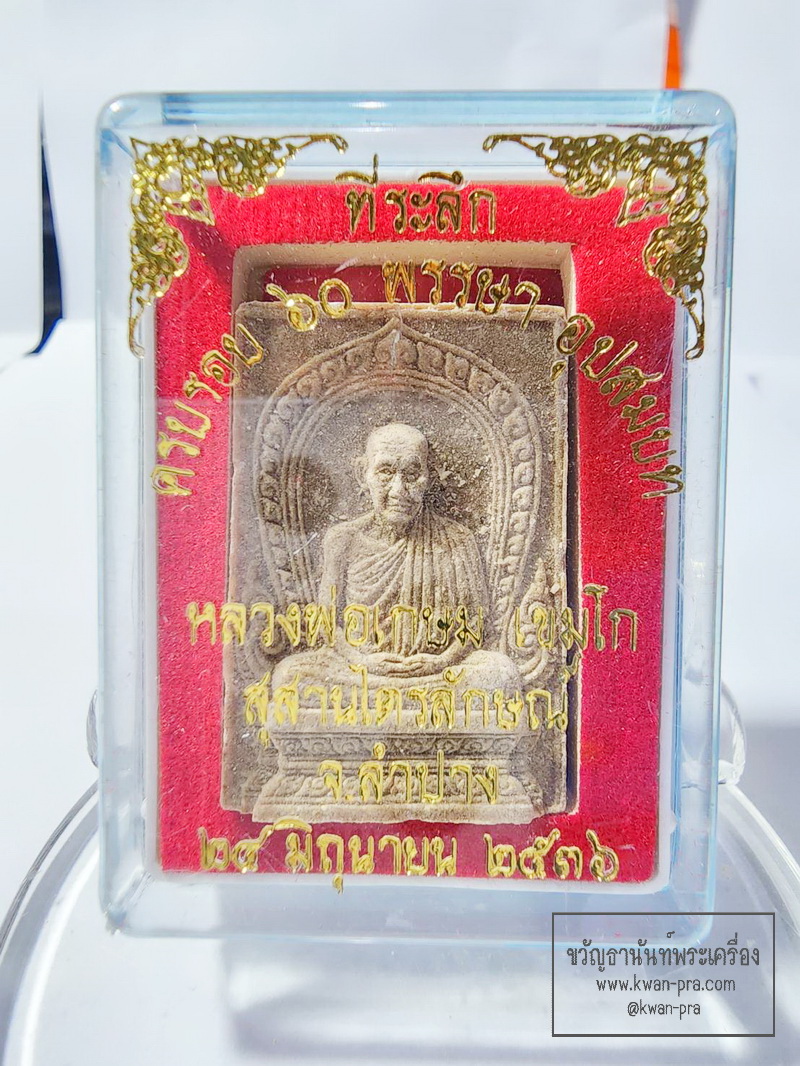 ที่ระลึก
ครบรอบ ๖๐ พรรษา อุปสมบท
หลวงพ่อเกษม เขมโก
สุสานไตรลักษณ์
จ.ลำปาง
๒๘ มิถุนายน ๒๕๓๖
ขวัญธานันท์พระเครื่อง
www.kwan-pra.com
@kwan-pra